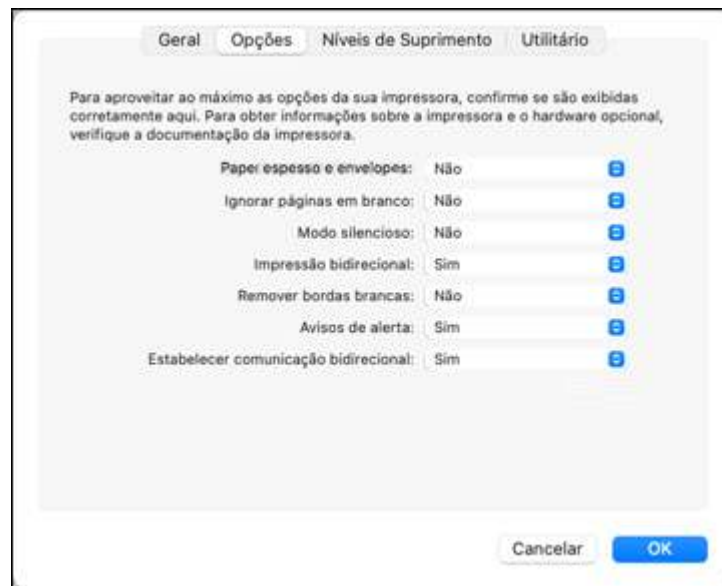 Geral Opções Níveis de Suprimento Utilitário
Para aproveitar ao máximo as opções da sua impressora, confirme se são exibidas
corretamente aqui. Para obter informações sobre a impressora e o hardware opcional,
verifique a documentação da impressora.
Paper espesso e envelopes: Não
Ignorar páginas em branco: Não
Modo silencioso: Não
Impressão bidirecional: Sim
Remover bordas brancas: Não
Avisos de alerta: Sim
Estabelecer comunicação bidirecional: Sim
Cancelar OK